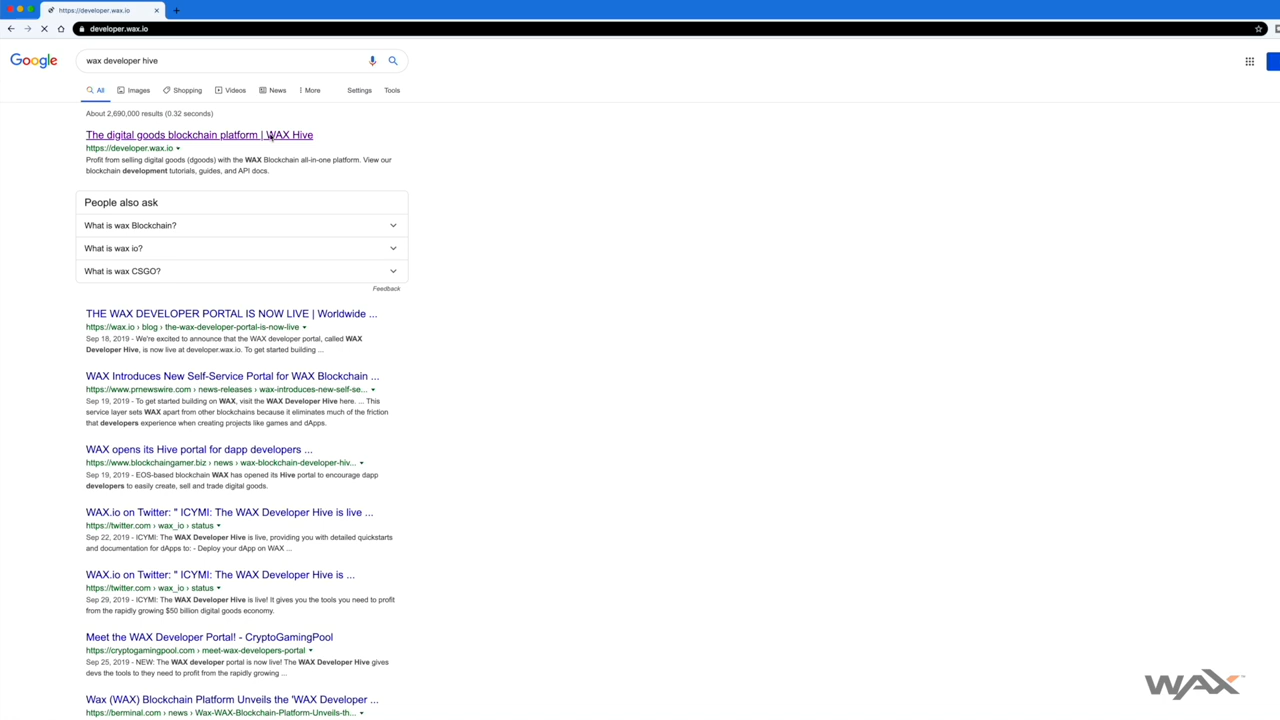 https://developer.wax.io
developer.wax.io
Google
wax developer hive
All
Images
Shopping
Videos
News
More
Settings
Tools
About 2,690,000 results (0.32 seconds)
The digital goods blockchain platform | WAX Hive
https://developer.wax.io
Profit from selling digital goods (dgoods) with the WAX Blockchain all-in-one platform. View our
blockchain development tutorials, guides, and API docs.
People also ask
What is wax Blockchain?
What is wax io?
What is wax CSGO?
Feedback
THE WAX DEVELOPER PORTAL IS NOW LIVE | Worldwide ...
https://wax.io › blog › the-wax-developer-portal-is-now-live
Sep 18, 2019 - We're excited to announce that the WAX developer portal, called WAX
Developer Hive, is now live at developer.wax.io. To get started building ...
WAX Introduces New Self-Service Portal for WAX Blockchain ...
https://www.prnewswire.com › news-releases › wax-introduces-new-self-se...
Sep 19, 2019 - To get started building on WAX, visit the WAX Developer Hive here. ... This
service layer sets WAX apart from other blockchains because it eliminates much of the friction
that developers experience when creating projects like games and dApps.
WAX opens its Hive portal for dapp developers ...
https://www.blockchaingamer.biz › news › wax-blockchain-developer-hiv...
Sep 19, 2019 - EOS-based blockchain WAX has opened its Hive portal to encourage dapp
developers to easily create, sell and trade digital goods.
WAX.io on Twitter: " ICYMI: The WAX Developer Hive is live ...
https://twitter.com › wax_io › status
Sep 22, 2019 - ICYMI: The WAX Developer Hive is live, providing you with detailed quickstarts
and documentation for dApps to: - Deploy your dApp on WAX ...
WAX.io on Twitter: " ICYMI: The WAX Developer Hive is ...
https://twitter.com › wax_io › status
Sep 29, 2019 - ICYMI: The WAX Developer Hive is live! It gives you the tools you need to profit
from the rapidly growing $50 billion digital goods economy.
Meet the WAX Developer Portal! - CryptoGamingPool
https://cryptogamingpool.com › meet-wax-developers-portal
Sep 25, 2019 - NEW: The WAX developer portal is now live! The WAX Developer Hive gives
devs the tools to they need to profit from the rapidly growing ...
Wax (WAX) Blockchain Platform Unveils the 'WAX Developer ...
https://berminal.com › news › Wax-WAX-Blockchain-Platform-Unveils-th...
WAX